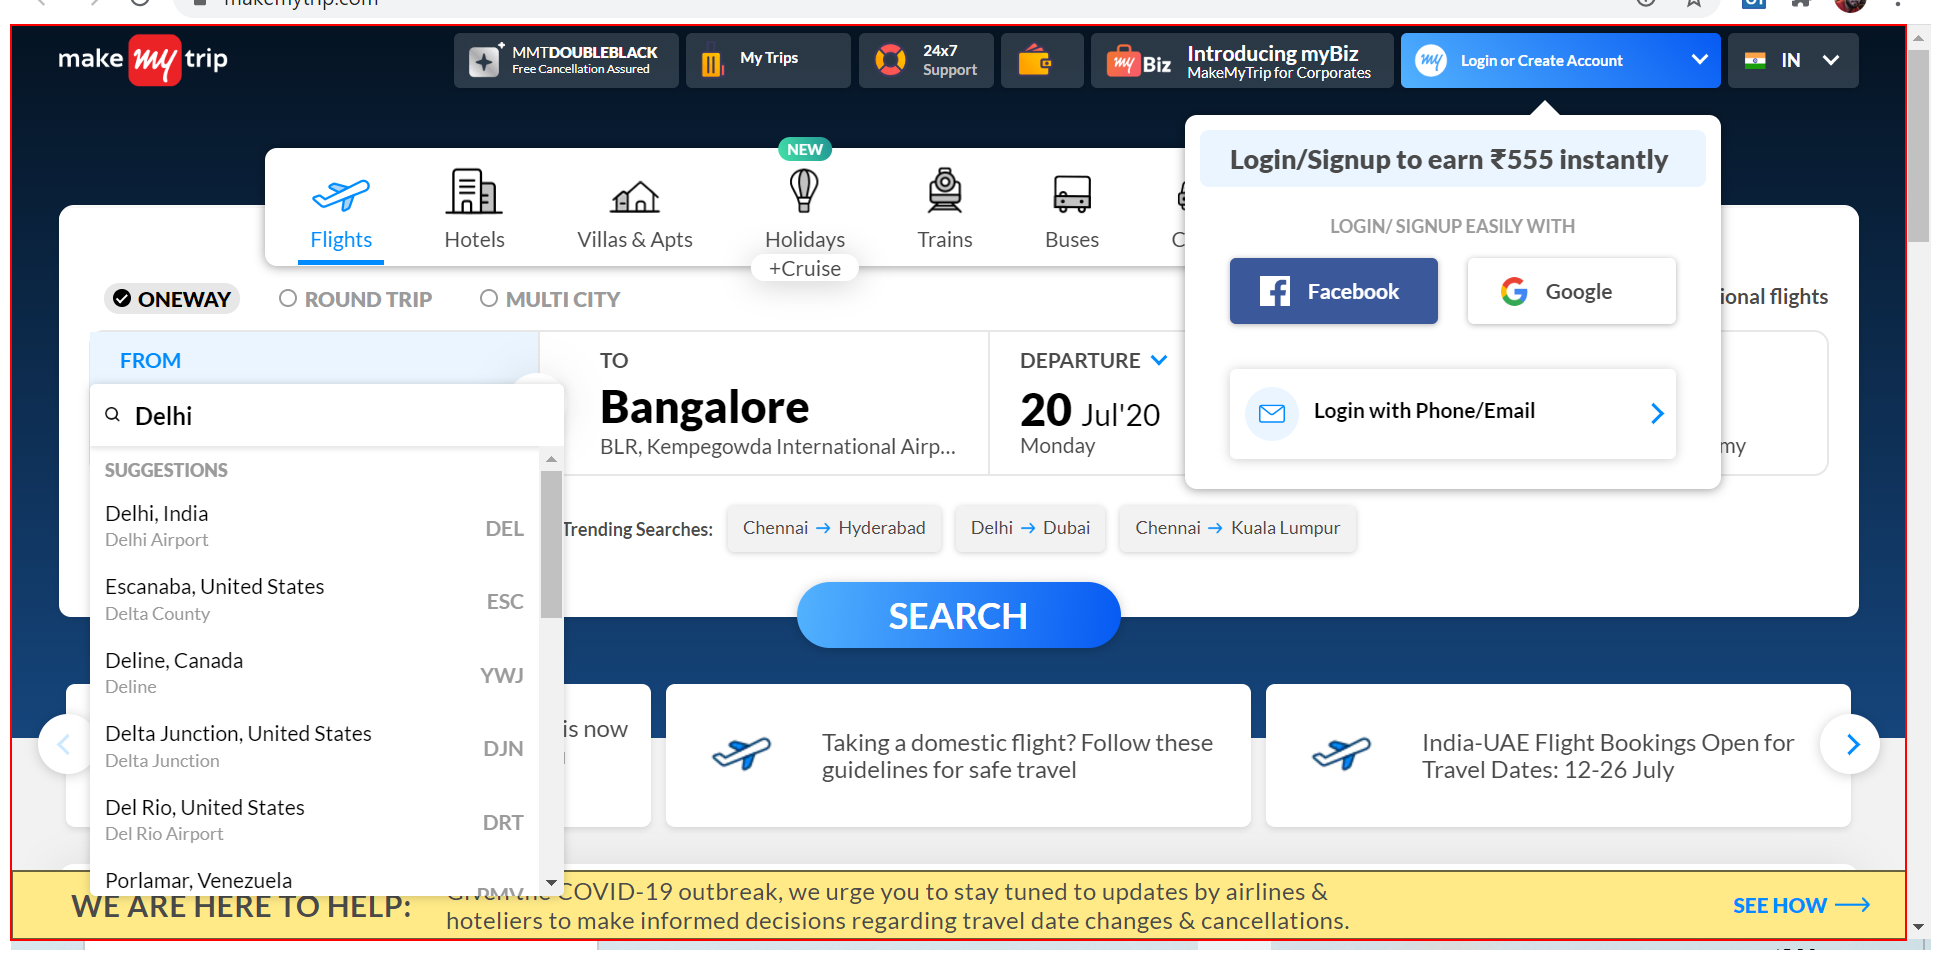 makemytrip.com
make my trip
MMTDOUBLEBLACK
Free Cancellation Assured
My Trips
24x7
Support
my Biz
Introducing myBiz
MakeMyTrip for Corporates
my
Login or Create Account
IN
Login/Signup to earn ₹555 instantly
LOGIN/ SIGNUP EASILY WITH
Facebook
Google
Login with Phone/Email
NEW
Flights
Hotels
Villas & Apts
Holidays
+Cruise
Trains
Buses
ONEWAY
ROUND TRIP
MULTI CITY
ional flights
FROM
TO
DEPARTURE
Delhi
Bangalore
20 Jul'20
BLR, Kempegowda International Airp...
Monday
my
SUGGESTIONS
Delhi, India
Delhi Airport
DEL
Escanaba, United States
Delta County
ESC
Deline, Canada
Deline
YWJ
Delta Junction, United States
Delta Junction
DJN
Del Rio, United States
Del Rio Airport
DRT
Porlamar, Venezuela
PMV
Trending Searches:
Chennai → Hyderabad
Delhi → Dubai
Chennai → Kuala Lumpur
SEARCH
is now
Taking a domestic flight? Follow these
guidelines for safe travel
India-UAE Flight Bookings Open for
Travel Dates: 12-26 July
WE ARE HERE TO HELP:
Given the COVID-19 outbreak, we urge you to stay tuned to updates by airlines &
hoteliers to make informed decisions regarding travel date changes & cancellations.
SEE HOW